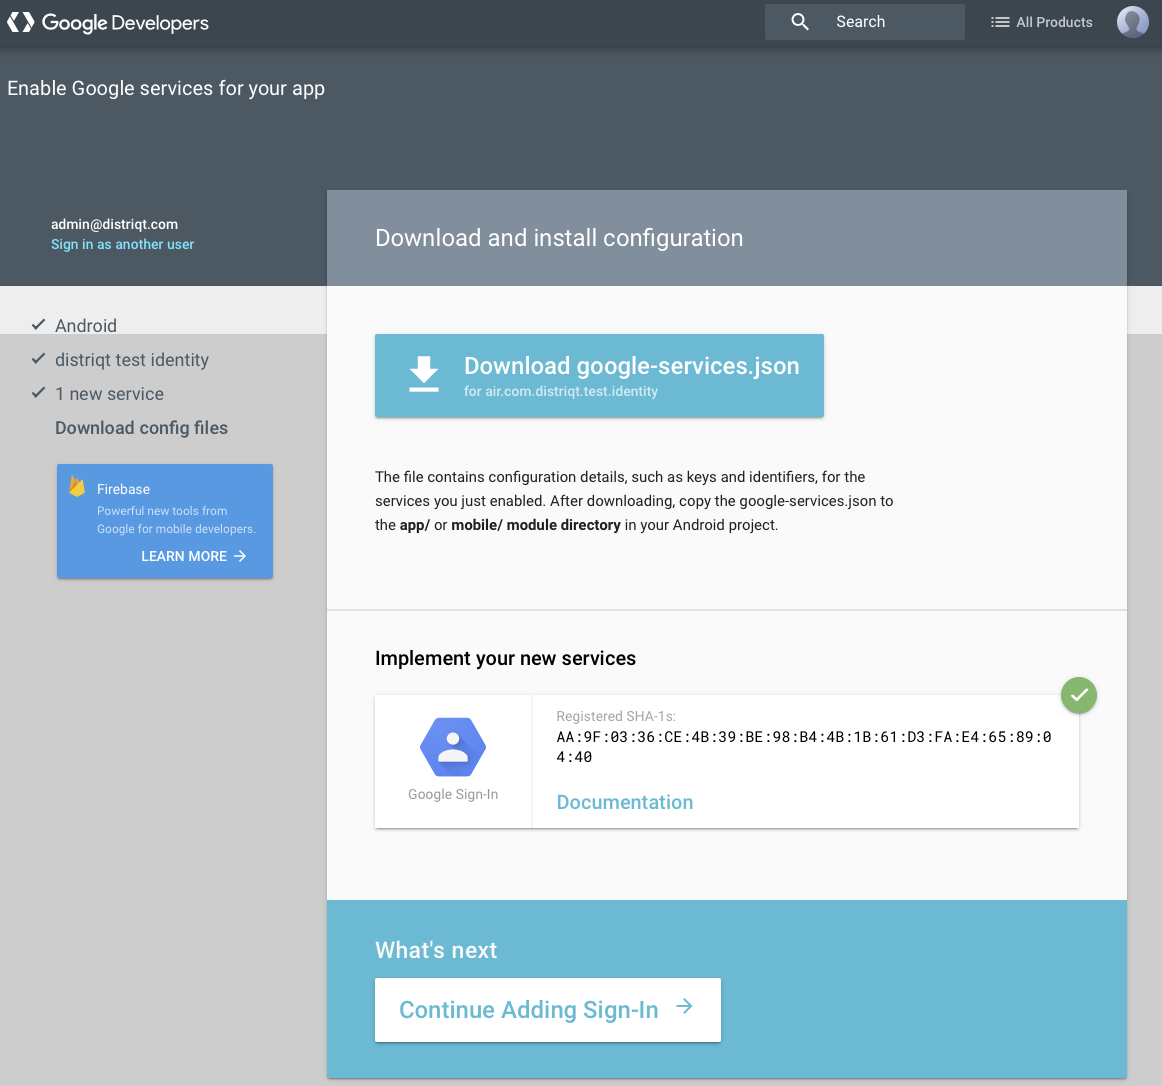 Google Developers
Search
All Products
Enable Google services for your app
admin@distriqt.com
Sign in as another user
Download and install configuration
Android
distriqt test identity
1 new service
Download config files
Firebase
Powerful new tools from
Google for mobile developers.
LEARN MORE
Download google-services.json
for air.com.distriqt.test.identity
The file contains configuration details, such as keys and identifiers, for the
services you just enabled. After downloading, copy the google-services.json to
the app/ or mobile/ module directory in your Android project.
Implement your new services
Google Sign-In
Registered SHA-1s:
AA:9F:03:36:CE:4B:39:BE:98:B4:4B:1B:61:D3:FA:E4:65:89:0
4:40
Documentation
What's next
Continue Adding Sign-In